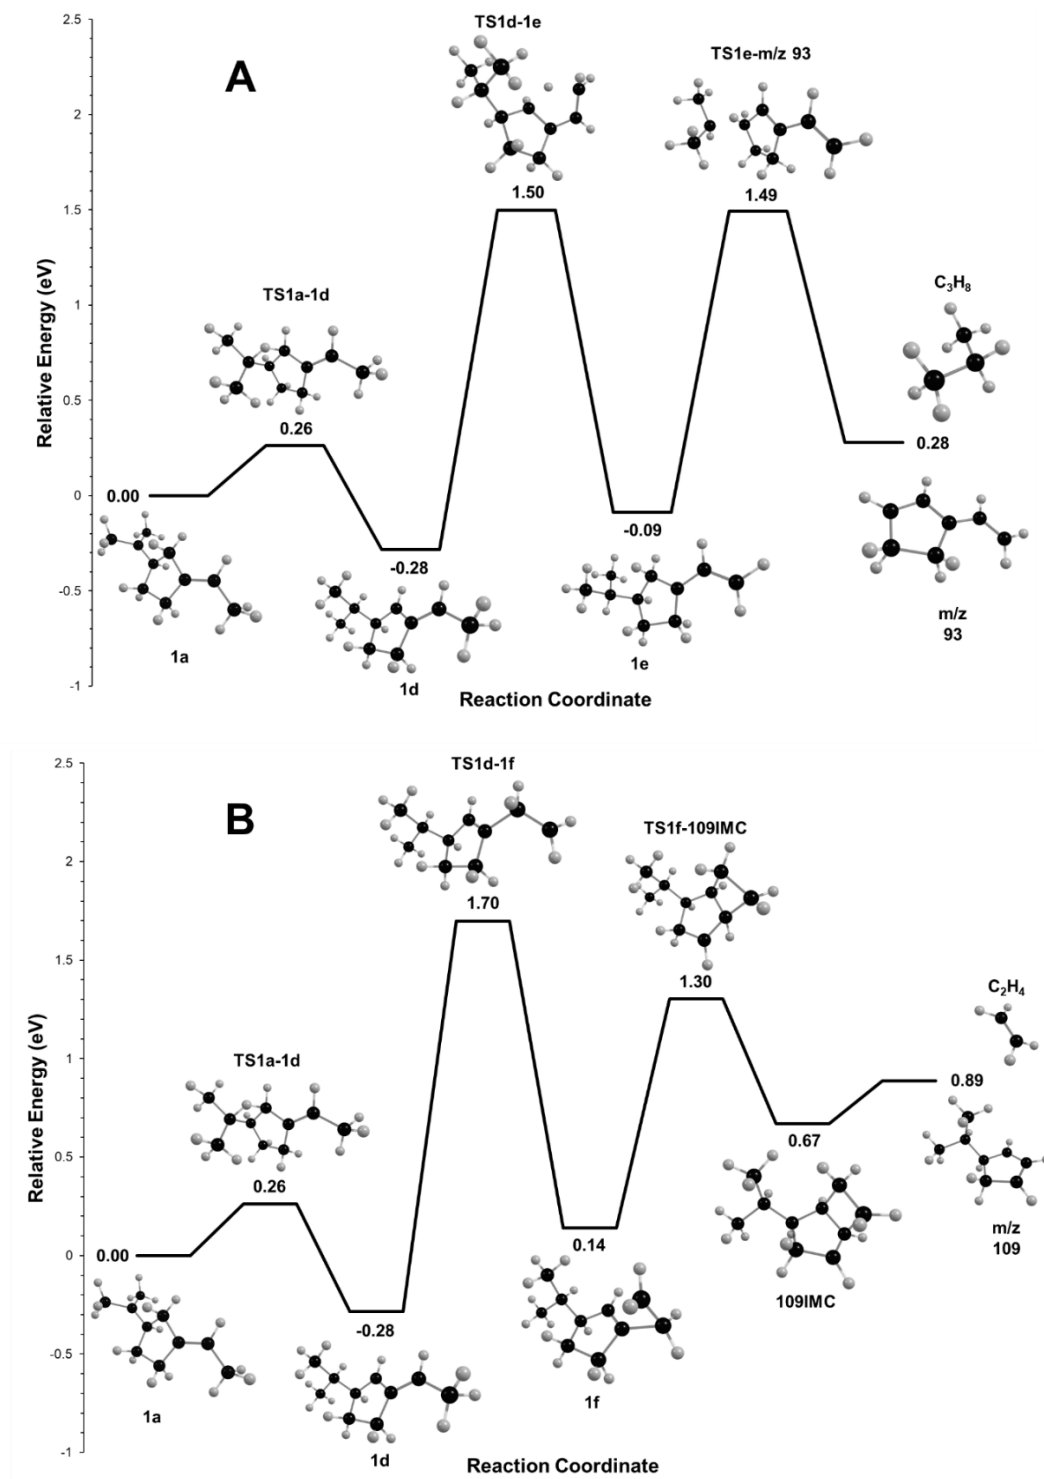 A
Relative Energy (eV)
2.5
2
1.5
1
0.5
0
-0.5
-1
TS1d-1e
1.50
TS1e-m/z 93
1.49
TS1a-1d
0.26
C₃H₈
0.28
0.00
-0.28
-0.09
1a
1d
1e
m/z
93
Reaction Coordinate
B
Relative Energy (eV)
2.5
2
1.5
1
0.5
0
-0.5
-1
TS1d-1f
1.70
TS1f-109IMC
1.30
TS1a-1d
0.26
C₂H₄
0.89
0.00
-0.28
0.14
0.67
m/z
109
109IMC
1a
1d
1f
Reaction Coordinate